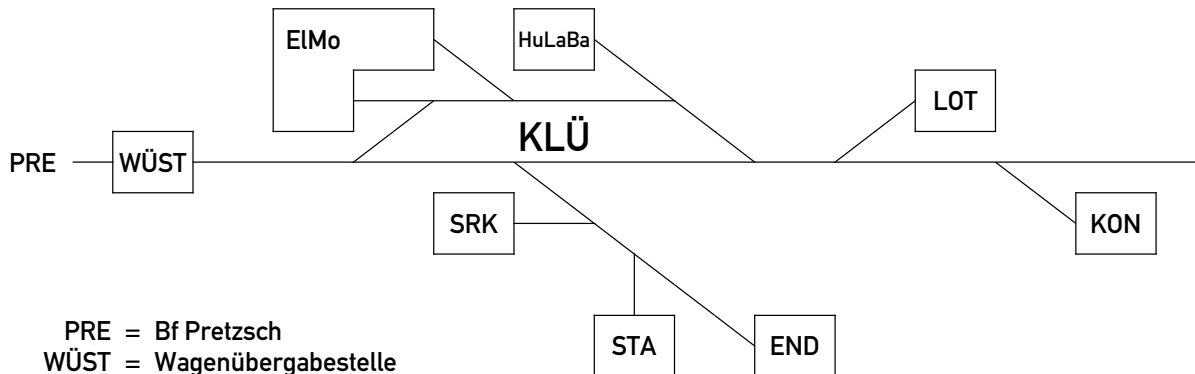 ElMo
HuLaBa
LOT
KLÜ
PRE
WÜST
SRK
KON
PRE = Bf Pretzsch
STA
END
WÜST = Wagenübergabestelle